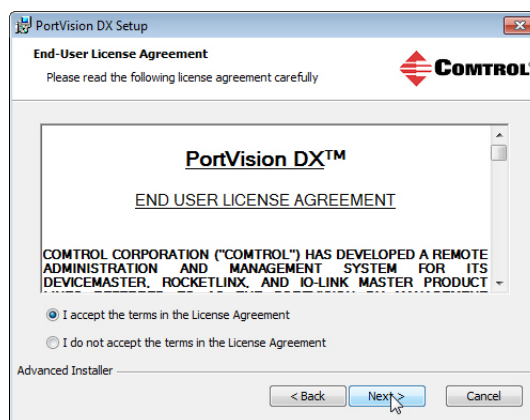 PortVision DX Setup
End-User License Agreement
Please read the following license agreement carefully
COMTROL
PortVision DX™
END USER LICENSE AGREEMENT
COMTROL CORPORATION ("COMTROL") HAS DEVELOPED A REMOTE
ADMINISTRATION AND MANAGEMENT SYSTEM FOR ITS
DEVICEMASTER, ROCKETLINX, AND IO-LINK MASTER PRODUCT
I accept the terms in the License Agreement
I do not accept the terms in the License Agreement
Advanced Installer
< Back
Next >
Cancel